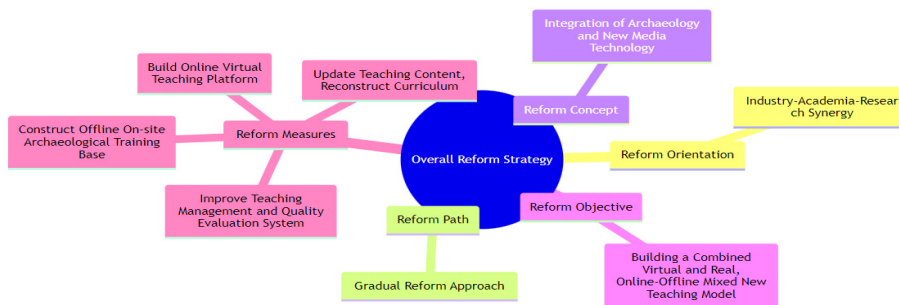 Integration of Archaeology
and New Media
Technology
Build Online Virtual
Teaching Platform
Update Teaching Content,
Reconstruct Curriculum
Reform Concept
Industry-Academia-Resear
ch Synergy
Construct Offline On-site
Archaeological Training
Base
Reform Measures
Overall Reform Strategy
Reform Orientation
Improve Teaching
Management and Quality
Evaluation System
Reform Path
Reform Objective
Gradual Reform Approach
Building a Combined
Virtual and Real,
Online-Offline Mixed New
Teaching Model